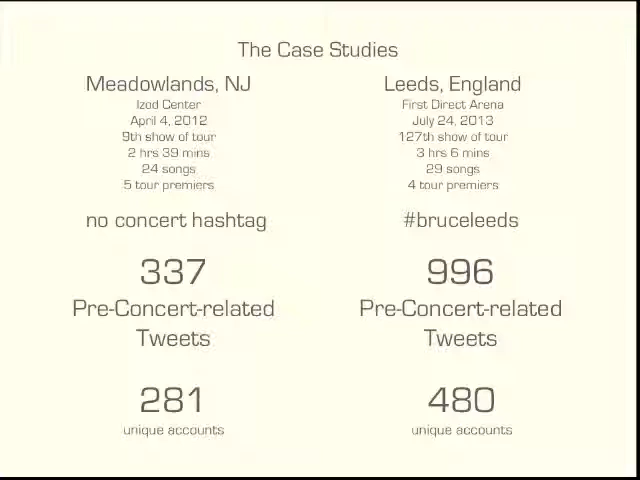 The Case Studies
Meadowlands, NJ
Izod Center
April 4, 2012
9th show of tour
2 hrs 39 mins
24 songs
5 tour premiers
no concert hashtag
337
Pre-Concert-related
Tweets
281
unique accounts
Leeds, England
First Direct Arena
July 24, 2013
127th show of tour
3 hrs 6 mins
29 songs
4 tour premiers
#bruceleeds
996
Pre-Concert-related
Tweets
480
unique accounts